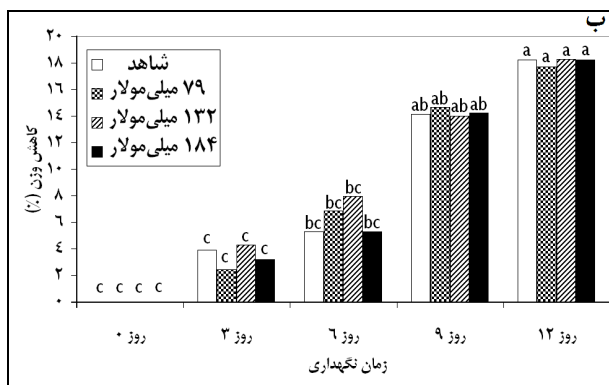 ب
۲۰
۱۸
۱۶
۱۴
۱۲
۱۰
۸
۶
۴
۲
۰
کاهش وزن (%)
شاهد
۷۹ میلی‌مولار
۱۳۲ میلی‌مولار
۱۸۴ میلی‌مولار
c c c c
c c c c
bc bc bc bc
ab ab ab ab
a a a a
روز ۰ روز ۳ روز ۶ روز ۹ روز ۱۲
زمان نگهداری